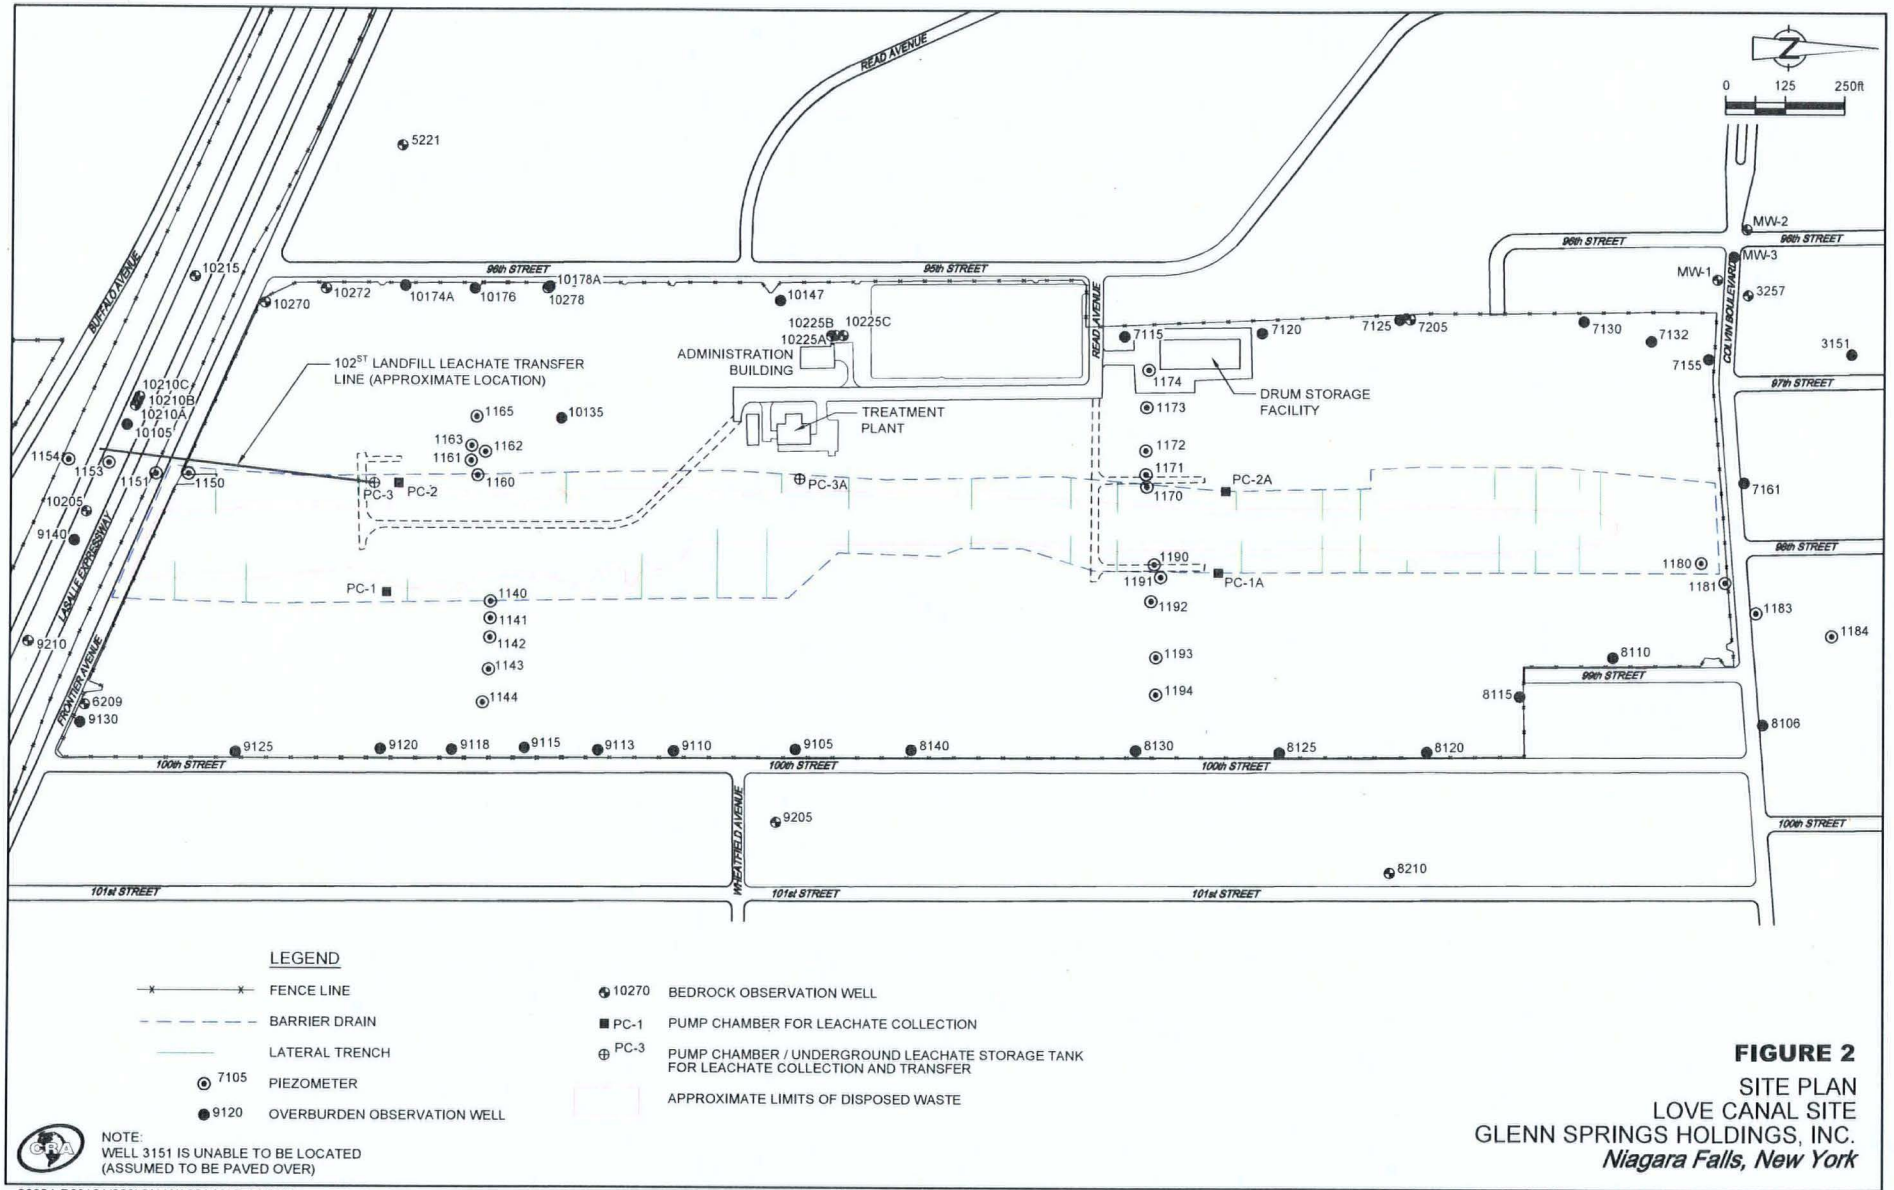 READ AVENUE
Z
0 125 250ft
5221
MW-2
96th STREET
96th STREET
BUFFALO AVENUE
10215
96th STREET
95th STREET
MW-3
MW-1
10270
10272
10174A
10176
10178A
10278
10147
3257
COLVIN BOULEVARD
READ AVENUE
10225B
10225C
10225A
7115
7120
7125
7205
7130
7132
7155
3151
ADMINISTRATION
BUILDING
102ST LANDFILL LEACHATE TRANSFER
LINE (APPROXIMATE LOCATION)
1174
97th STREET
10210C
10210B
10210A
10105
DRUM STORAGE
FACILITY
1165
10135
TREATMENT
PLANT
1173
1163
1162
1161
1160
1172
1154
1153
1151
1150
1171
1170
PC-3
PC-2
PC-3A
PC-2A
7161
10205
9140
LASALLE EXPRESSWAY
98th STREET
1190
1191
1180
1181
PC-1
PC-1A
1140
1141
1142
1143
1144
1192
1193
1194
1183
1184
9210
FRONTIER AVENUE
8110
99th STREET
6209
9130
8115
8106
9125
9120
9118
9115
9113
9110
9105
8140
8130
8125
8120
100th STREET
100th STREET
100th STREET
WHEATFIELD AVENUE
9205
100th STREET
8210
101st STREET
101st STREET
101st STREET
LEGEND
FENCE LINE
BARRIER DRAIN
LATERAL TRENCH
7105 PIEZOMETER
9120 OVERBURDEN OBSERVATION WELL
10270 BEDROCK OBSERVATION WELL
PC-1 PUMP CHAMBER FOR LEACHATE COLLECTION
PC-3 PUMP CHAMBER / UNDERGROUND LEACHATE STORAGE TANK
FOR LEACHATE COLLECTION AND TRANSFER
APPROXIMATE LIMITS OF DISPOSED WASTE
CRA
NOTE:
WELL 3151 IS UNABLE TO BE LOCATED
(ASSUMED TO BE PAVED OVER)
FIGURE 2
SITE PLAN
LOVE CANAL SITE
GLENN SPRINGS HOLDINGS, INC.
Niagara Falls, New York